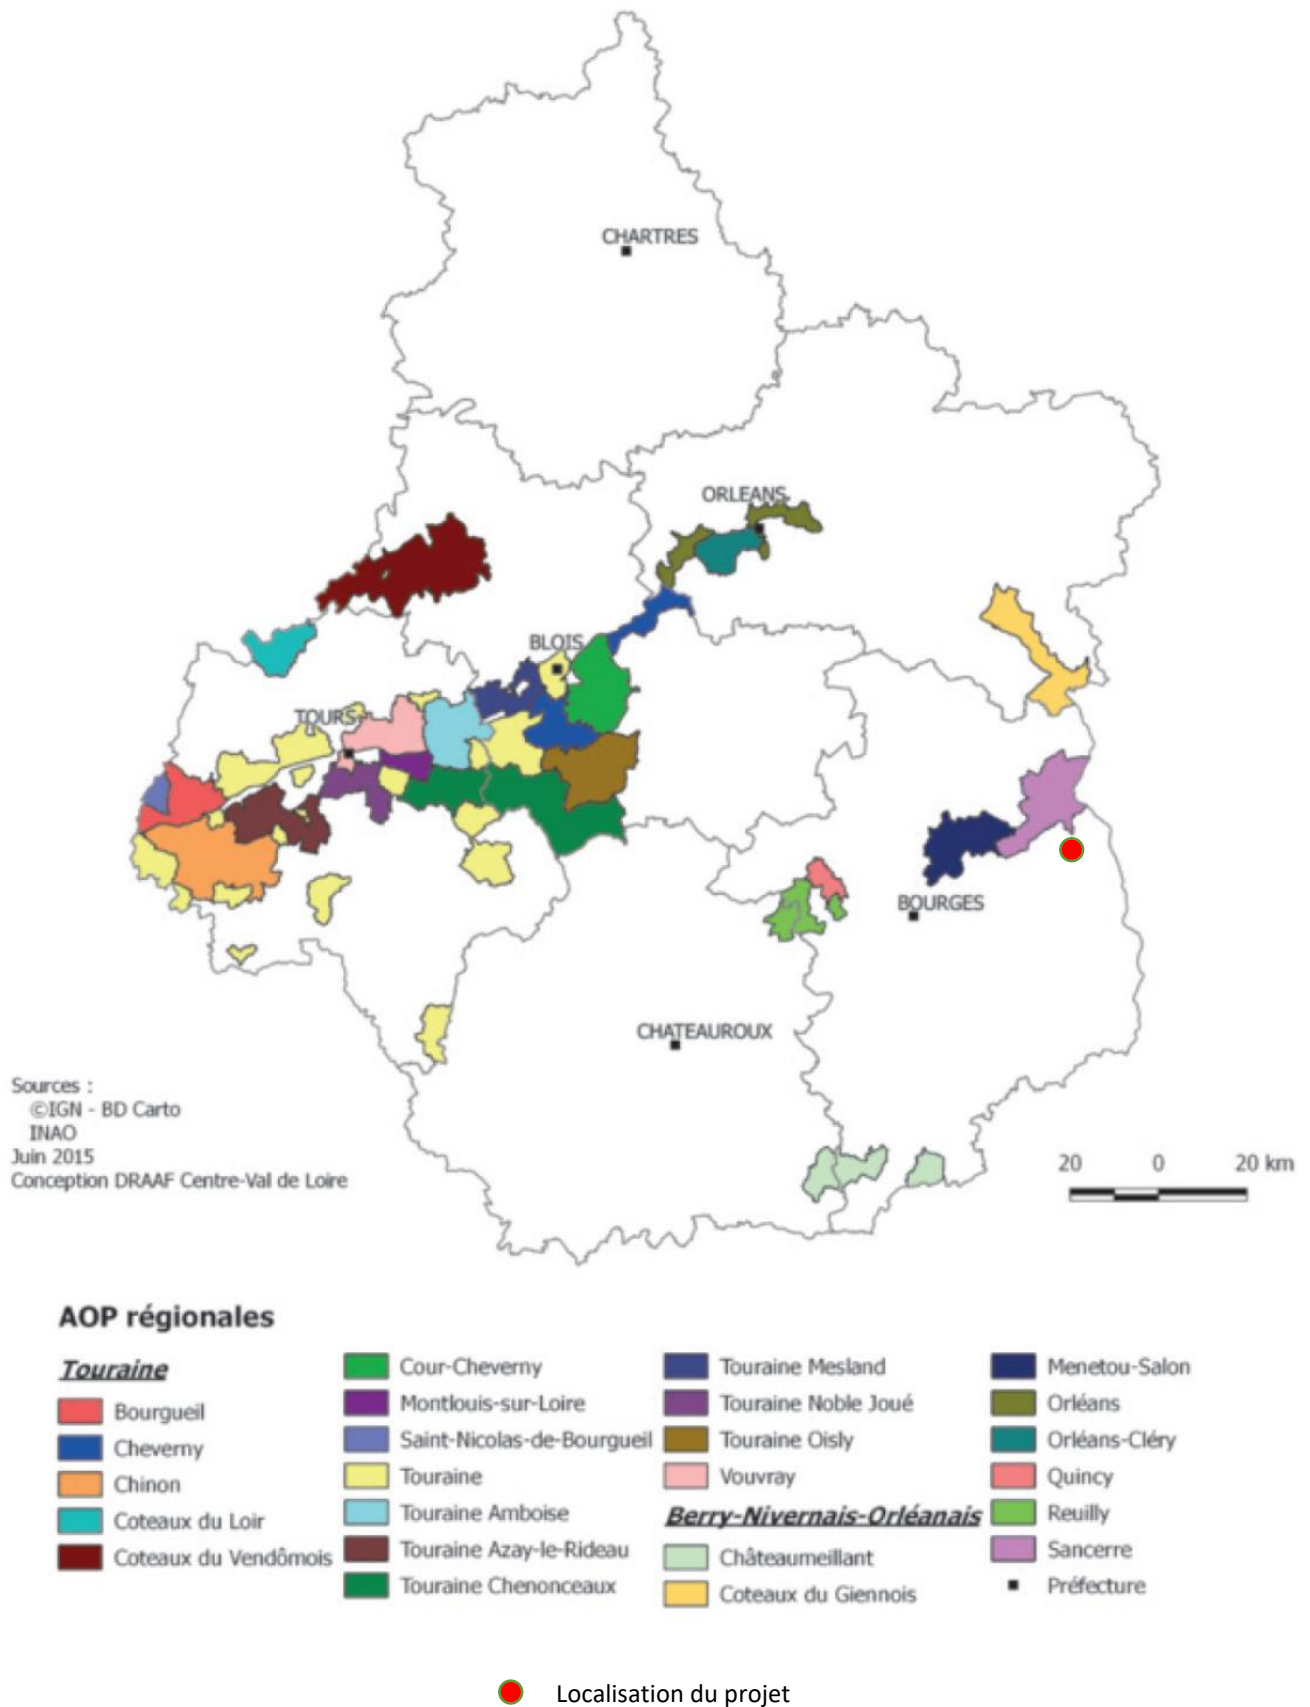 CHARTRES
ORLEANS
BLOIS
TOURS
BOURGES
CHATEAUROUX
Sources :
©IGN - BD Carto
INAO
Juin 2015
Conception DRAAF Centre-Val de Loire
20 0 20 km
AOP régionales
Touraine
Bourgueil
Cheverny
Chinon
Coteaux du Loir
Coteaux du Vendômois
Cour-Cheverny
Montlouis-sur-Loire
Saint-Nicolas-de-Bourgueil
Touraine
Touraine Amboise
Touraine Azay-le-Rideau
Touraine Chenonceaux
Touraine Mesland
Touraine Noble Joué
Touraine Oisly
Vouvray
Berry-Nivernais-Orléanais
Châteaumeillant
Coteaux du Giennois
Menetou-Salon
Orléans
Orléans-Cléry
Quincy
Reuilly
Sancerre
Préfecture
Localisation du projet